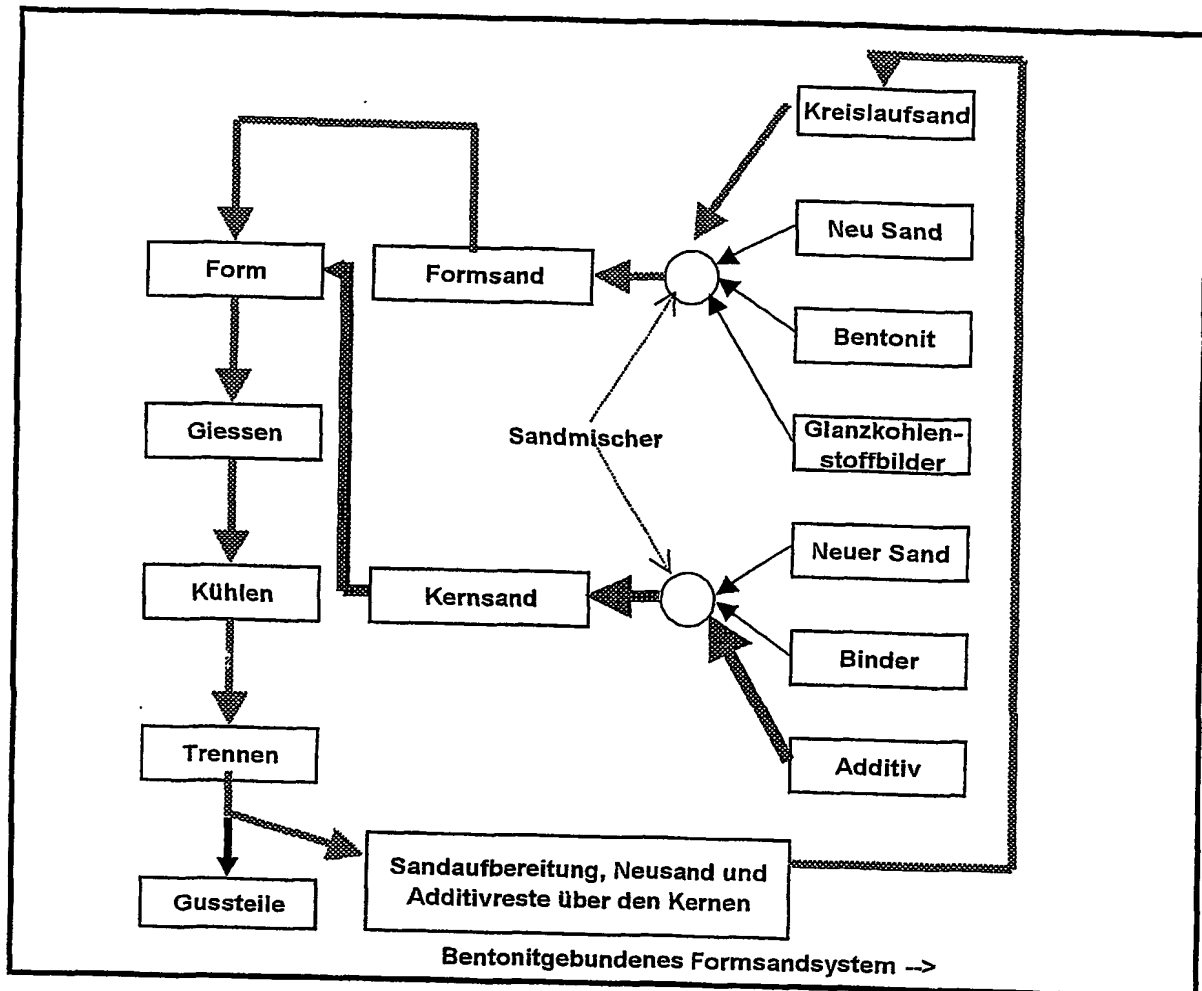 Kreislaufsand
Neu Sand
Form
Formsand
Bentonit
Giessen
Sandmischer
Glanzkohlen-
stoffbilder
Neuer Sand
Kühlen
Kernsand
Binder
Trennen
Additiv
Sandaufbereitung, Neusand und
Additivreste über den Kernen
Gussteile
Bentonitgebundenes Formsandsystem -->